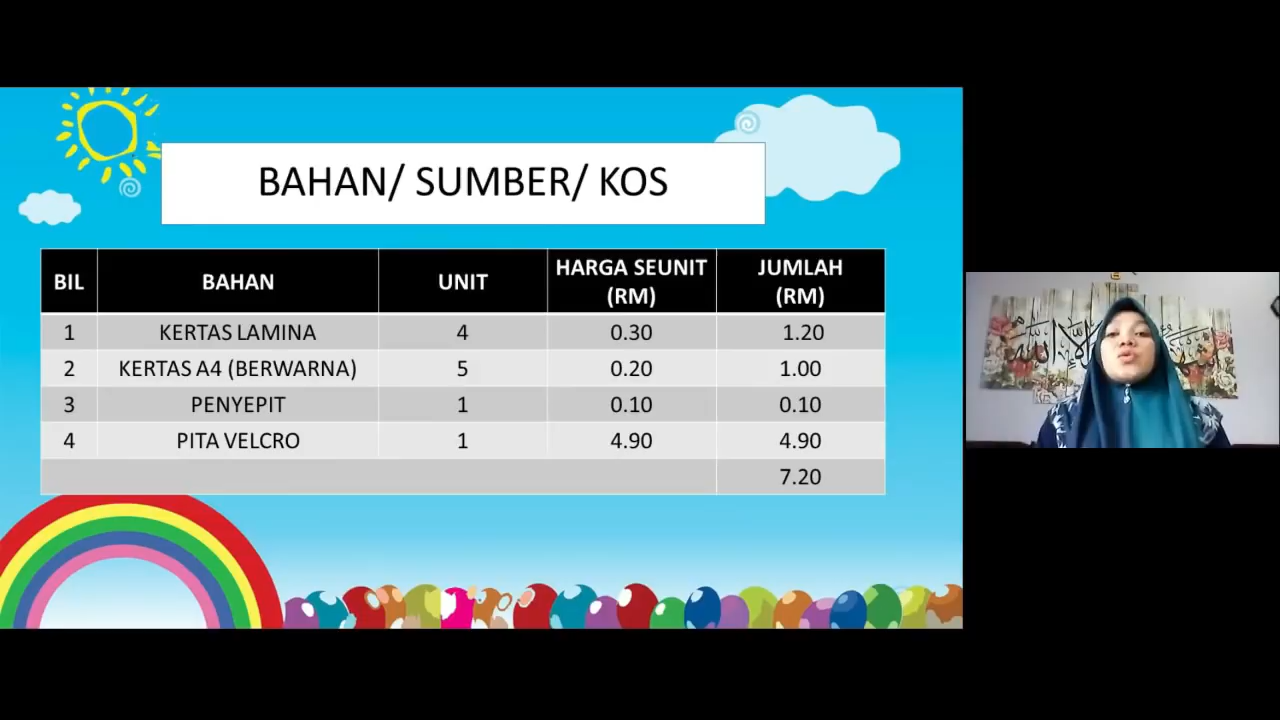 BAHAN/ SUMBER/ KOS
BIL BAHAN UNIT HARGA SEUNIT (RM) JUMLAH (RM)
1 KERTAS LAMINA 4 0.30 1.20
2 KERTAS A4 (BERWARNA) 5 0.20 1.00
3 PENYEPIT 1 0.10 0.10
4 PITA VELCRO 1 4.90 4.90
7.20